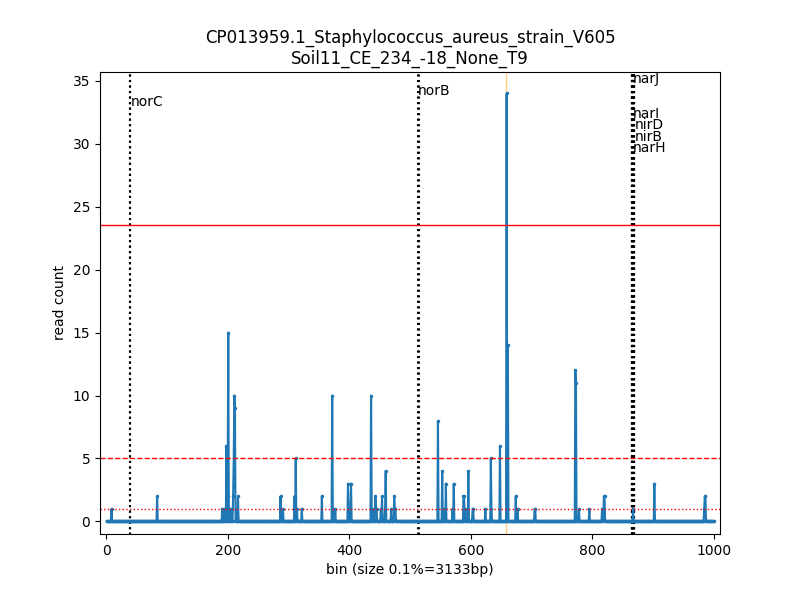 CP013959.1_Staphylococcus_aureus_strain_V605
Soil11_CE_234_-18_None_T9
narJ
norB
norC
narI
nirD
nirB
narH
read count
35
30
25
20
15
10
5
0
0 200 400 600 800 1000
bin (size 0.1%=3133bp)